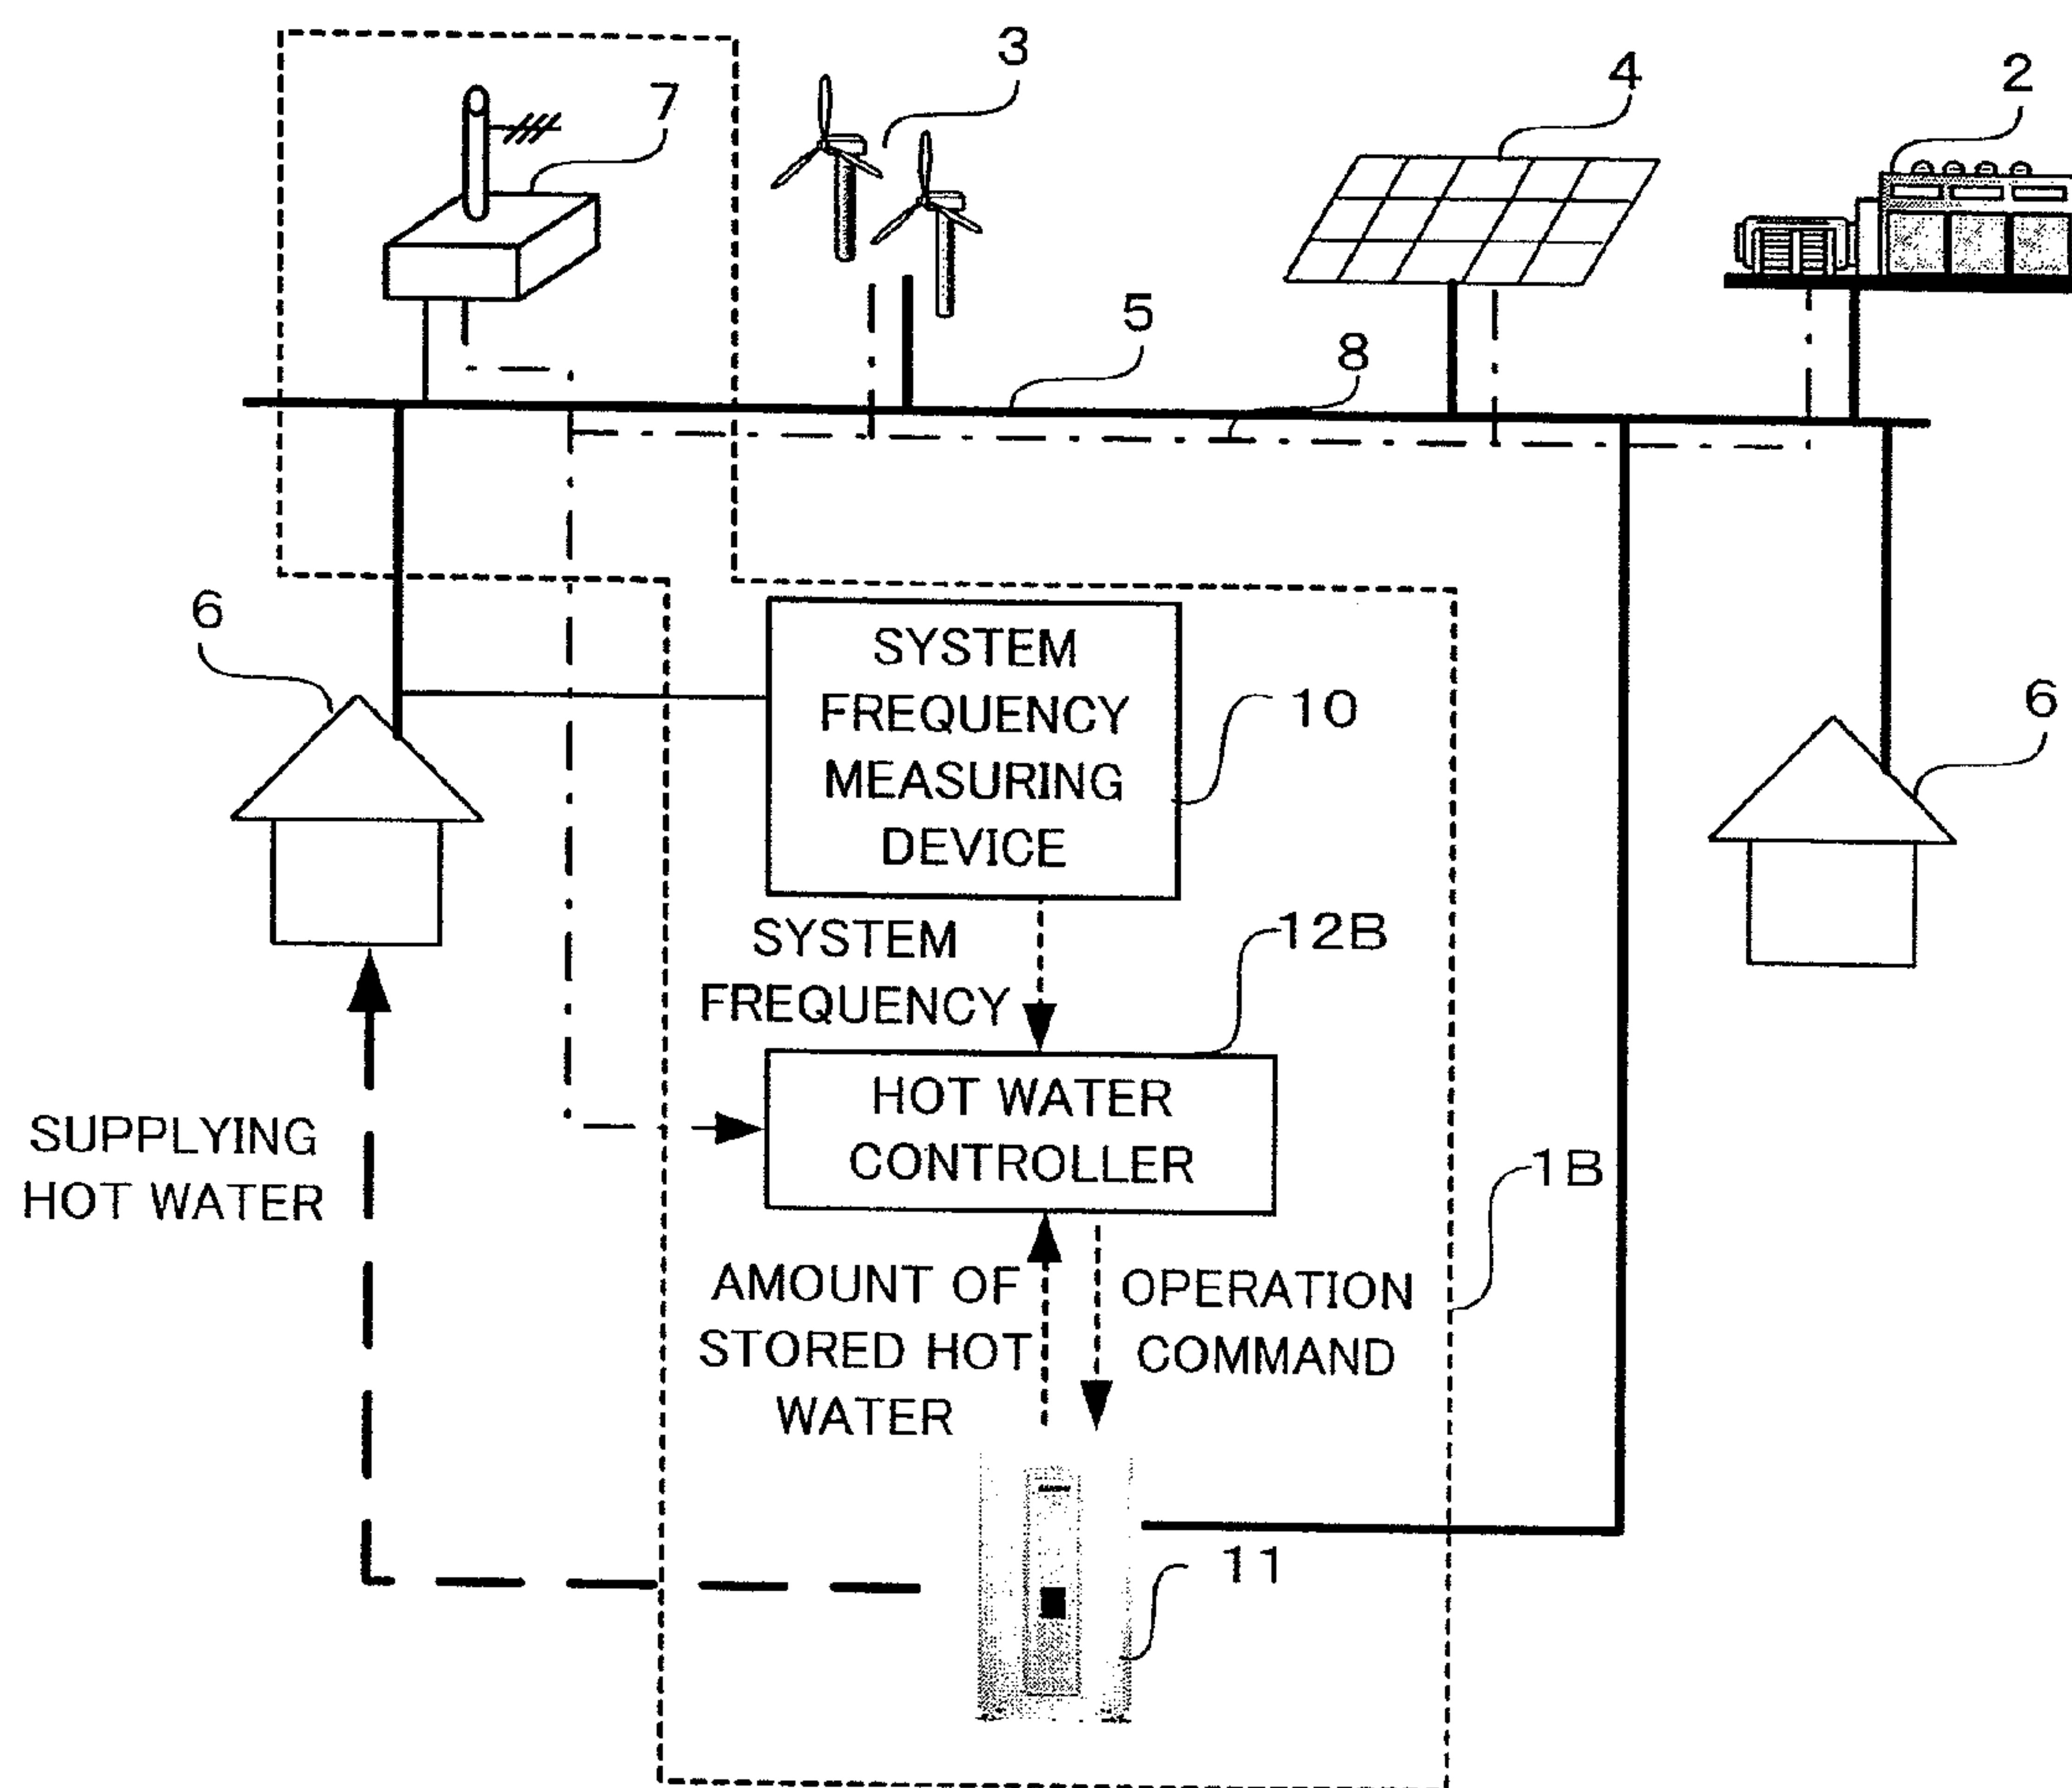 3
4
2
7
5
8
6
SYSTEM
FREQUENCY
MEASURING
DEVICE
10
6
SYSTEM
FREQUENCY
12B
HOT WATER
CONTROLLER
SUPPLYING
HOT WATER
1B
AMOUNT OF
STORED HOT
WATER
OPERATION
COMMAND
11